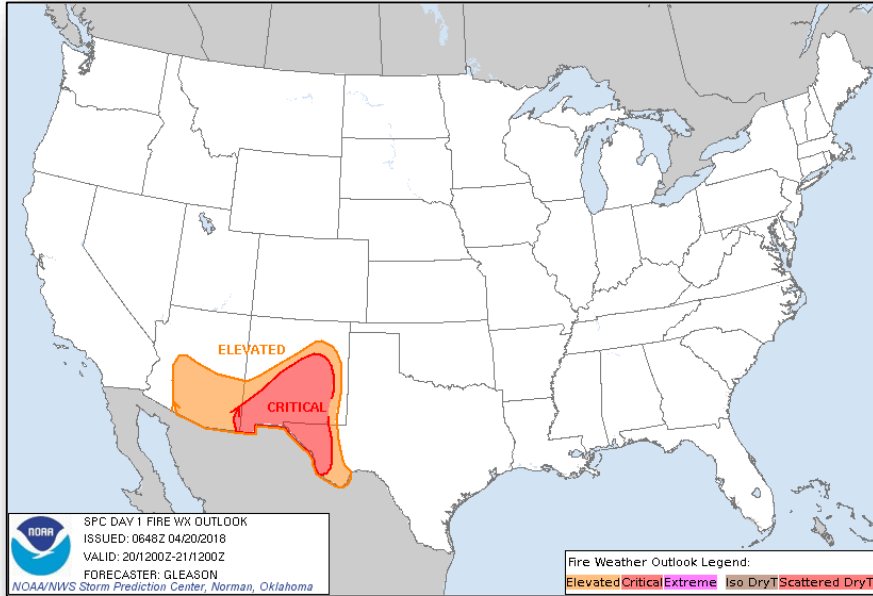 ELEVATED
CRITICAL
NOAA
SPC DAY 1 FIRE WX OUTLOOK
ISSUED: 0648Z 04/20/2018
VALID: 20/1200Z-21/1200Z
FORECASTER: GLEASON
NOAA/NWS Storm Prediction Center, Norman, Oklahoma
Fire Weather Outlook Legend:
Elevated Critical Extreme Iso DryT Scattered DryT